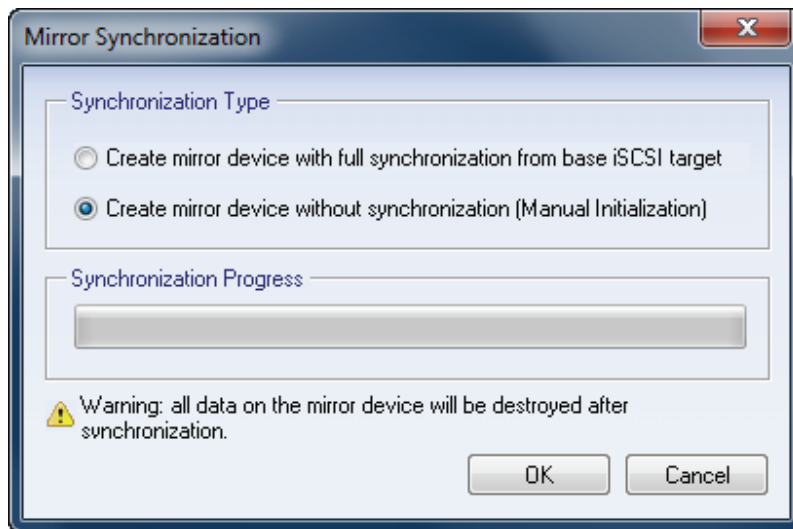 Mirror Synchronization
Synchronization Type
Create mirror device with full synchronization from base iSCSI target
Create mirror device without synchronization (Manual Initialization)
Synchronization Progress
Warning: all data on the mirror device will be destroyed after
synchronization.
OK
Cancel